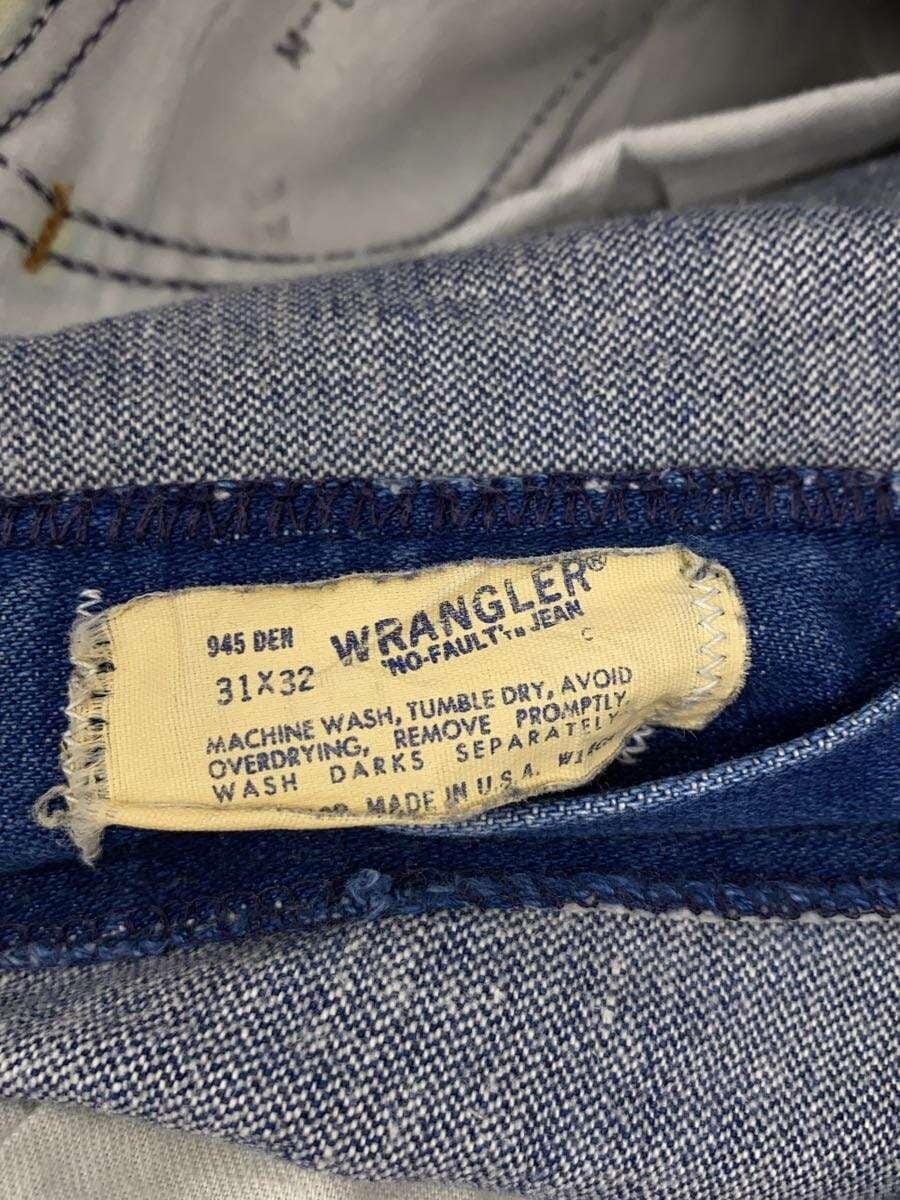 945 DEN
WRANGLER®
'NO-FAULT'™ JEAN
31X32
MACHINE WASH, TUMBLE DRY, AVOID
OVERDRYING, REMOVE PROMPTLY.
WASH DARKS SEPARATELY
MADE IN U.S.A.